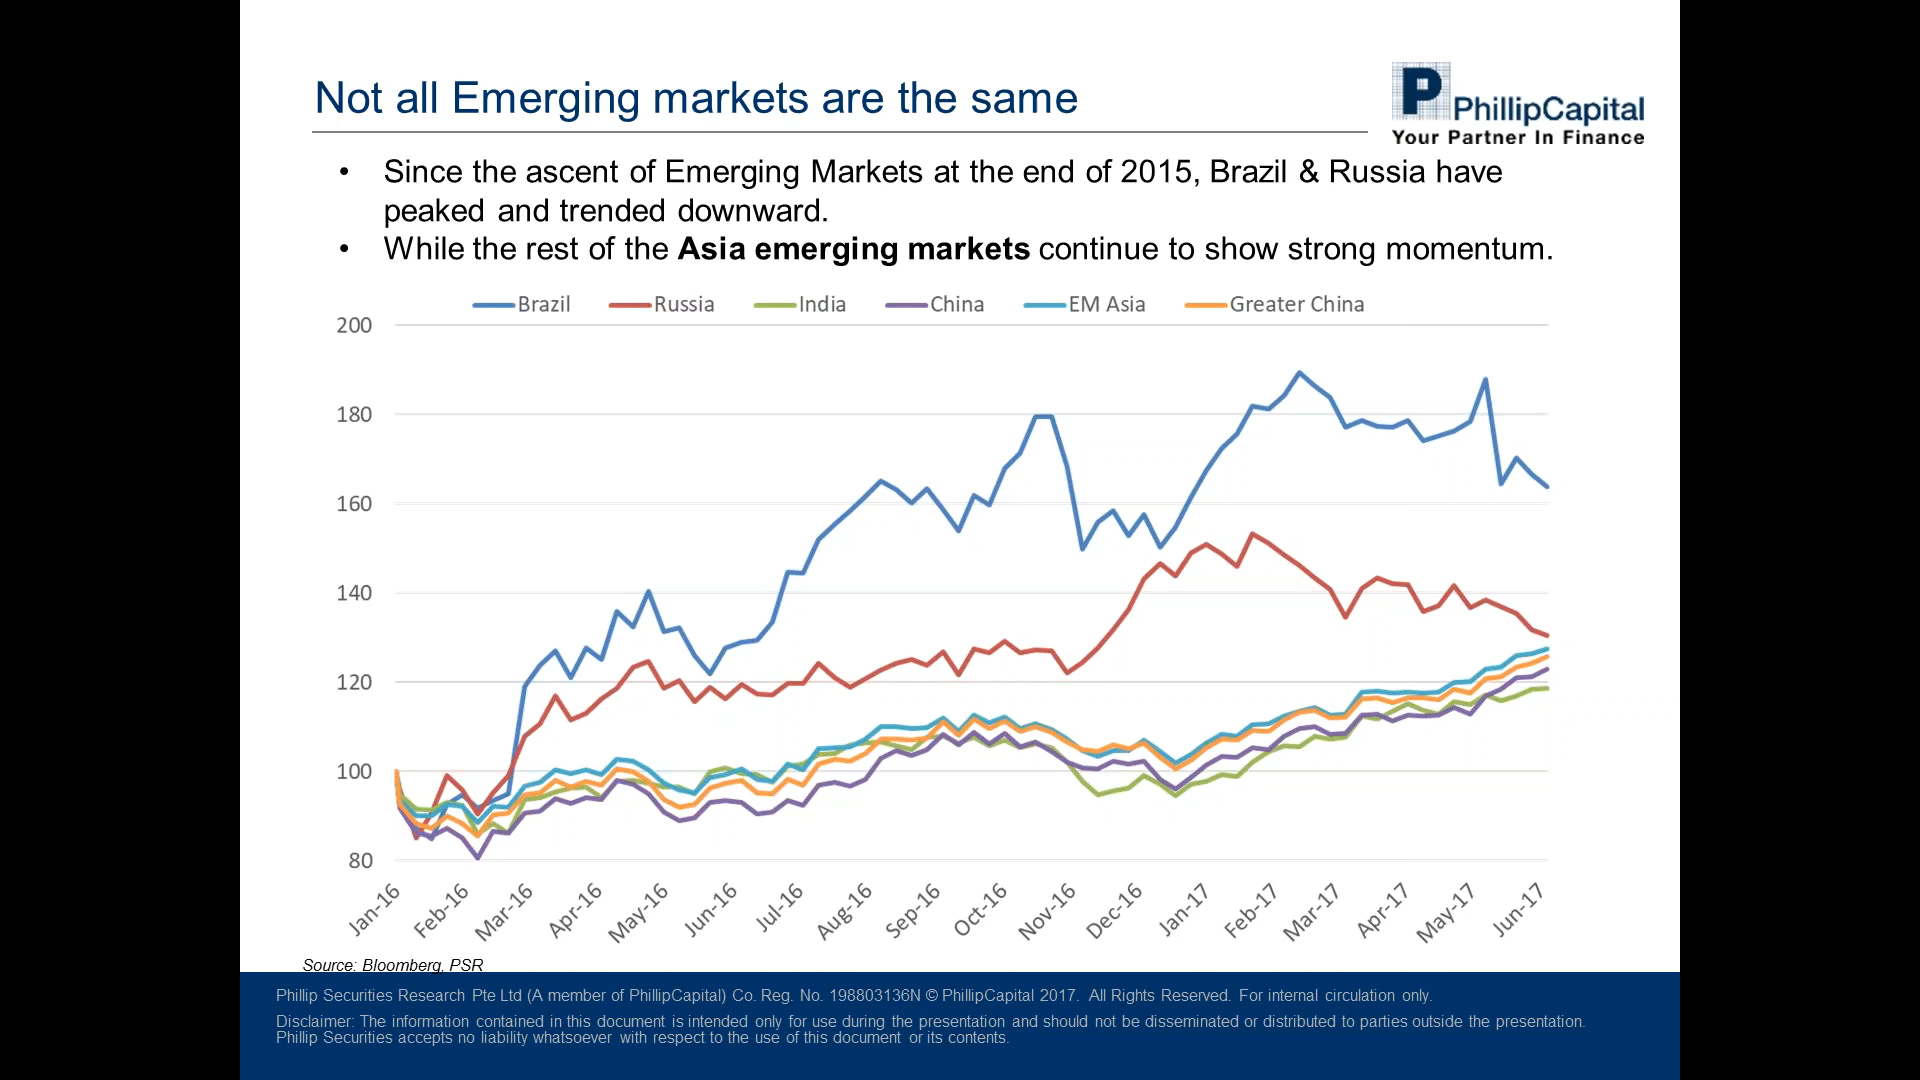 Not all Emerging markets are the same
P
PhillipCapital
Your Partner In Finance
• Since the ascent of Emerging Markets at the end of 2015, Brazil & Russia have
peaked and trended downward.
• While the rest of the Asia emerging markets continue to show strong momentum.
Brazil Russia India China EM Asia Greater China
200
180
160
140
120
100
80
Jan-16 Feb-16 Mar-16 Apr-16 May-16 Jun-16 Jul-16 Aug-16 Sep-16 Oct-16 Nov-16 Dec-16 Jan-17 Feb-17 Mar-17 Apr-17 May-17 Jun-17
Source: Bloomberg, PSR
Phillip Securities Research Pte Ltd (A member of PhillipCapital) Co. Reg. No. 198803136N © PhillipCapital 2017. All Rights Reserved. For internal circulation only.
Disclaimer: The information contained in this document is intended only for use during the presentation and should not be disseminated or distributed to parties outside the presentation.
Phillip Securities accepts no liability whatsoever with respect to the use of this document or its contents.